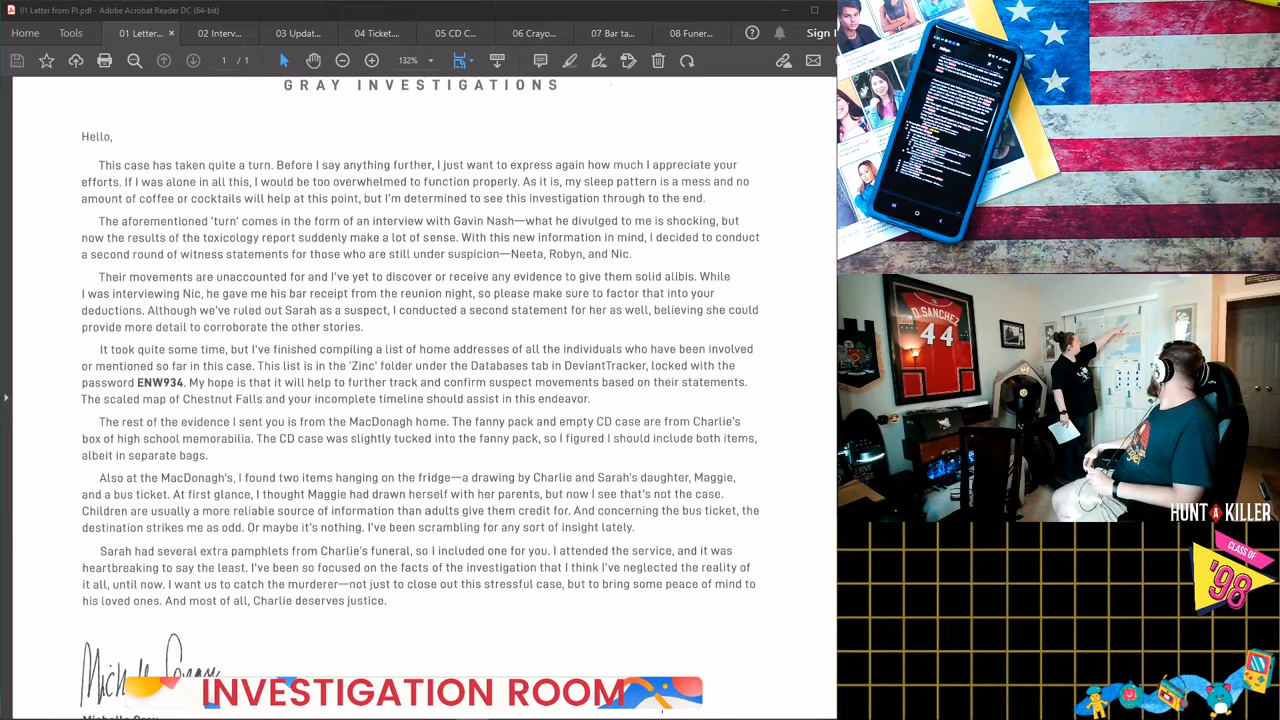 01 Letter from PI.pdf - Adobe Acrobat Reader DC (64-bit)
Home Tools 01 Letter... × 02 Interv... 03 Updat... 04 Ticket.... 05 CD C... 06 Crayo... 07 Bar ta... 08 Funer... Sign I
1 / 1 132%
GRAY INVESTIGATIONS
Hello,
This case has taken quite a turn. Before I say anything further, I just want to express again how much I appreciate your
efforts. If I was alone in all this, I would be too overwhelmed to function properly. As it is, my sleep pattern is a mess and no
amount of coffee or cocktails will help at this point, but I'm determined to see this investigation through to the end.
The aforementioned 'turn' comes in the form of an interview with Gavin Nash—what he divulged to me is shocking, but
now the results of the toxicology report suddenly make a lot of sense. With this new information in mind, I decided to conduct
a second round of witness statements for those who are still under suspicion—Neeta, Robyn, and Nic.
Their movements are unaccounted for and I've yet to discover or receive any evidence to give them solid alibis. While
I was interviewing Nic, he gave me his bar receipt from the reunion night, so please make sure to factor that into your
deductions. Although we've ruled out Sarah as a suspect, I conducted a second statement for her as well, believing she could
provide more detail to corroborate the other stories.
It took quite some time, but I've finished compiling a list of home addresses of all the individuals who have been involved
or mentioned so far in this case. This list is in the 'Zinc' folder under the Databases tab in DeviantTracker, locked with the
password ENW934. My hope is that it will help to further track and confirm suspect movements based on their statements.
The scaled map of Chestnut Falls and your incomplete timeline should assist in this endeavor.
The rest of the evidence I sent you is from the MacDonagh home. The fanny pack and empty CD case are from Charlie's
box of high school memorabilia. The CD case was slightly tucked into the fanny pack, so I figured I should include both items,
albeit in separate bags.
Also at the MacDonagh's, I found two items hanging on the fridge—a drawing by Charlie and Sarah's daughter, Maggie,
and a bus ticket. At first glance, I thought Maggie had drawn herself with her parents, but now I see that's not the case.
Children are usually a more reliable source of information than adults give them credit for. And concerning the bus ticket, the
destination strikes me as odd. Or maybe it's nothing. I've been scrambling for any sort of insight lately.
Sarah had several extra pamphlets from Charlie's funeral, so I included one for you. I attended the service, and it was
heartbreaking to say the least. I've been so focused on the facts of the investigation that I think I've neglected the reality of
it all, until now. I want us to catch the murderer—not just to close out this stressful case, but to bring some peace of mind to
his loved ones. And most of all, Charlie deserves justice.
INVESTIGATION ROOM
D.SANCHEZ
44
HUNT A KILLER
CLASS OF
'98